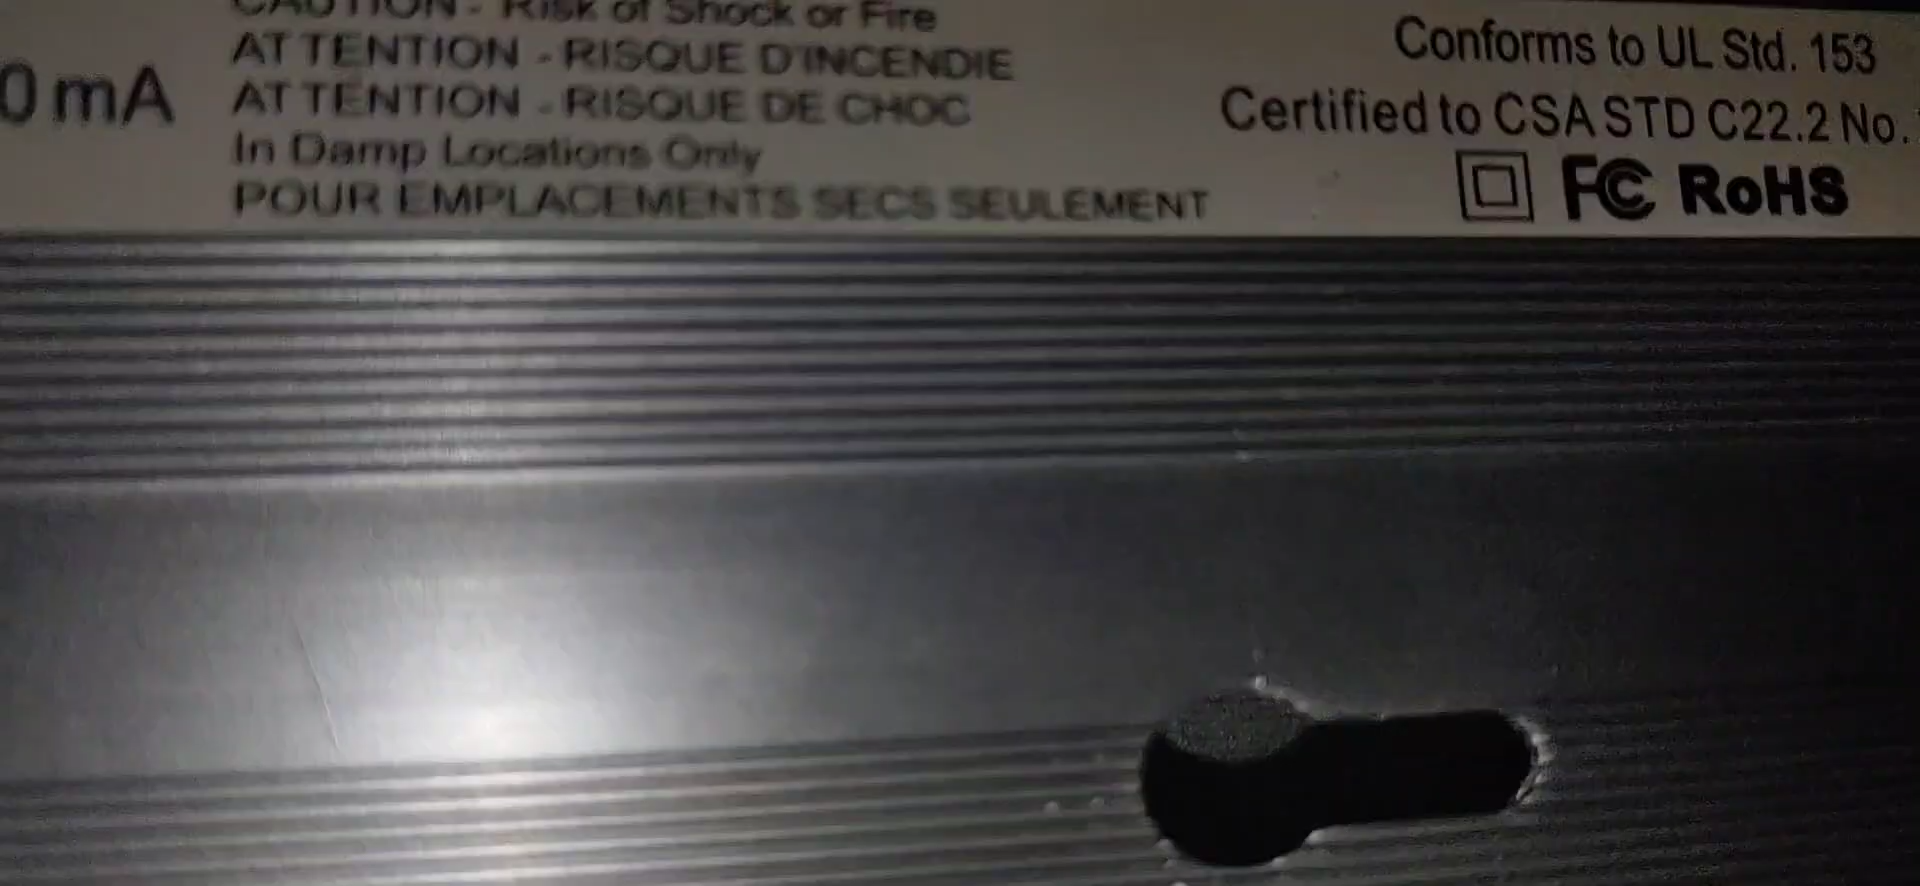 CAUTION - Risk of Shock or Fire
ATTENTION - RISQUE D'INCENDIE
ATTENTION - RISQUE DE CHOC
In Damp Locations Only
POUR EMPLACEMENTS SECS SEULEMENT
0 mA
Conforms to UL Std. 153
Certified to CSA STD C22.2 No.
FC RoHS